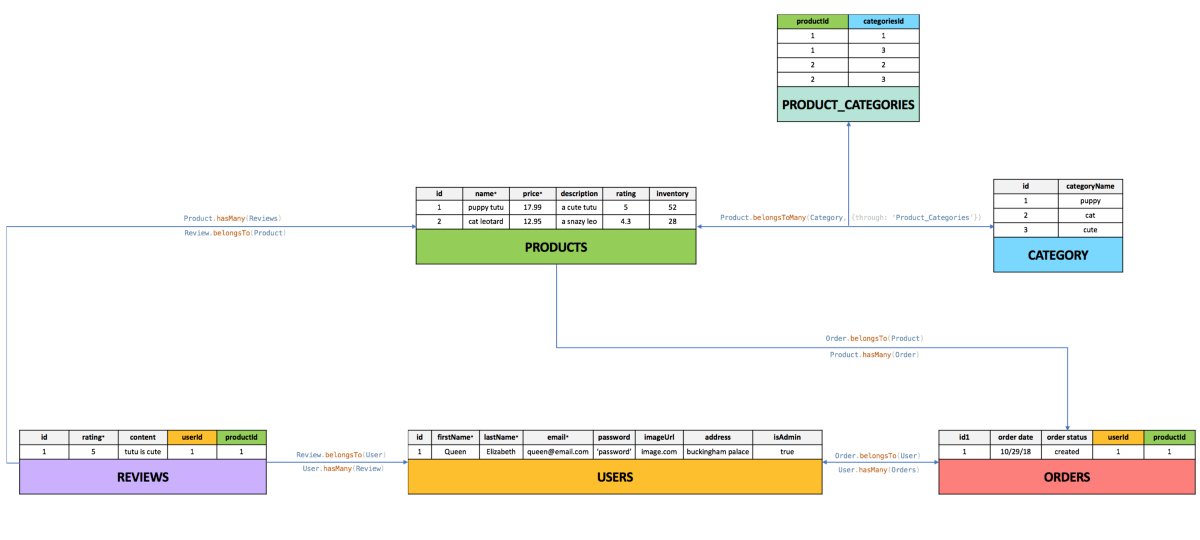 productId categoriesId
1 1
1 3
2 2
2 3
PRODUCT_CATEGORIES
id categoryName
1 puppy
2 cat
3 cute
CATEGORY
id name* price* description rating inventory
1 puppy tutu 17.99 a cute tutu 5 52
2 cat leotard 12.95 a snazy leo 4.3 28
PRODUCTS
Product.hasMany(Reviews)
Review.belongsTo(Product)
Product.belongsToMany(Category, {through: 'Product_Categories'})
Order.belongsTo(Product)
Product.hasMany(Order)
id rating* content userId productId
1 5 tutu is cute 1 1
REVIEWS
Review.belongsTo(User)
User.hasMany(Review)
id firstName* lastName* email* password imageUrl address isAdmin
1 Queen Elizabeth queen@email.com 'password' image.com buckingham palace true
USERS
Order.belongsTo(User)
User.hasMany(Orders)
id1 order date order status userId productId
1 10/29/18 created 1 1
ORDERS